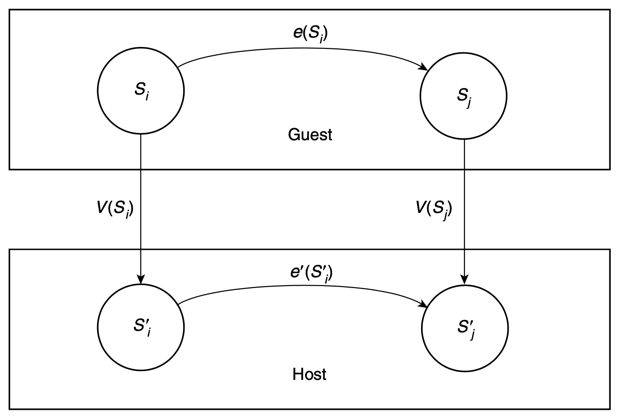 e(Si)
Si
Sj
Guest
V(Si)
V(Sj)
e'(S'i)
S'i
S'j
Host